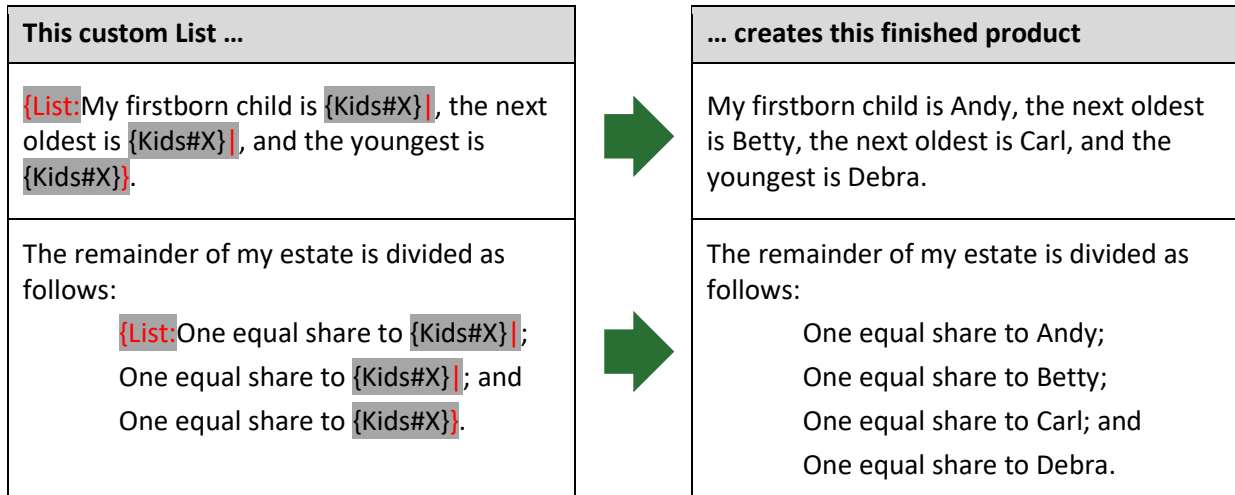 This custom List …
… creates this finished product
{List:My firstborn child is {Kids#X}|, the next
oldest is {Kids#X}|, and the youngest is
{Kids#X}}.
My firstborn child is Andy, the next oldest
is Betty, the next oldest is Carl, and the
youngest is Debra.
The remainder of my estate is divided as
follows:
{List:One equal share to {Kids#X}|;
One equal share to {Kids#X}|; and
One equal share to {Kids#X}}.
The remainder of my estate is divided as
follows:
One equal share to Andy;
One equal share to Betty;
One equal share to Carl; and
One equal share to Debra.